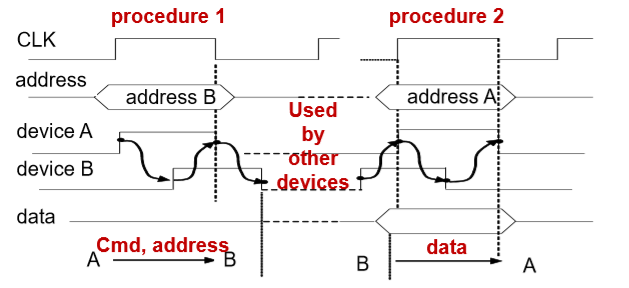 procedure 1 procedure 2
CLK
address
address B address A
device A
device B
Used
by
other
devices
data
Cmd, address data
A B B A